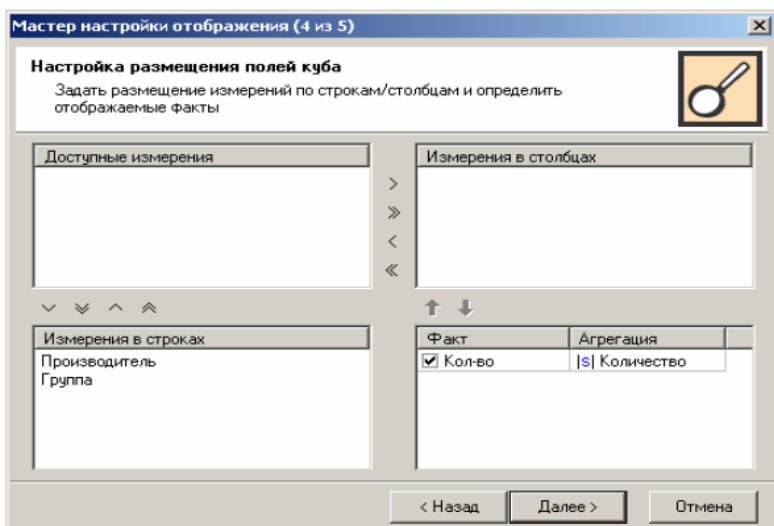 Мастер настройки отображения (4 из 5)
Настройка размещения полей куба
Задать размещение измерений по строкам/столбцам и определить
отображаемые факты
Доступные измерения
Измерения в столбцах
Измерения в строках
Производитель
Группа
Факт Агрегация
Кол-во |S| Количество
< Назад Далее > Отмена